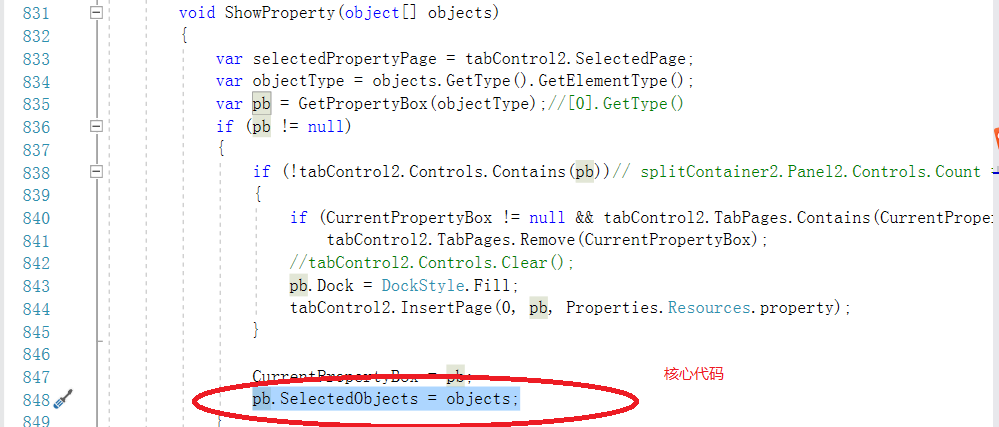 831 void ShowProperty(object[] objects)
832 {
833 var selectedPropertyPage = tabControl2.SelectedPage;
834 var objectType = objects.GetType().GetElementType();
835 var pb = GetPropertyBox(objectType);//[0].GetType()
836 if (pb != null)
837 {
838 if (!tabControl2.Controls.Contains(pb))// splitContainer2.Panel2.Controls.Count
839 {
840 if (CurrentPropertyBox != null && tabControl2.TabPages.Contains(CurrentPrope
841 tabControl2.TabPages.Remove(CurrentPropertyBox);
842 //tabControl2.Controls.Clear();
843 pb.Dock = DockStyle.Fill;
844 tabControl2.InsertPage(0, pb, Properties.Resources.property);
845 }
846
847 CurrentPropertyBox = pb; 核心代码
848 pb.SelectedObjects = objects;
849 }